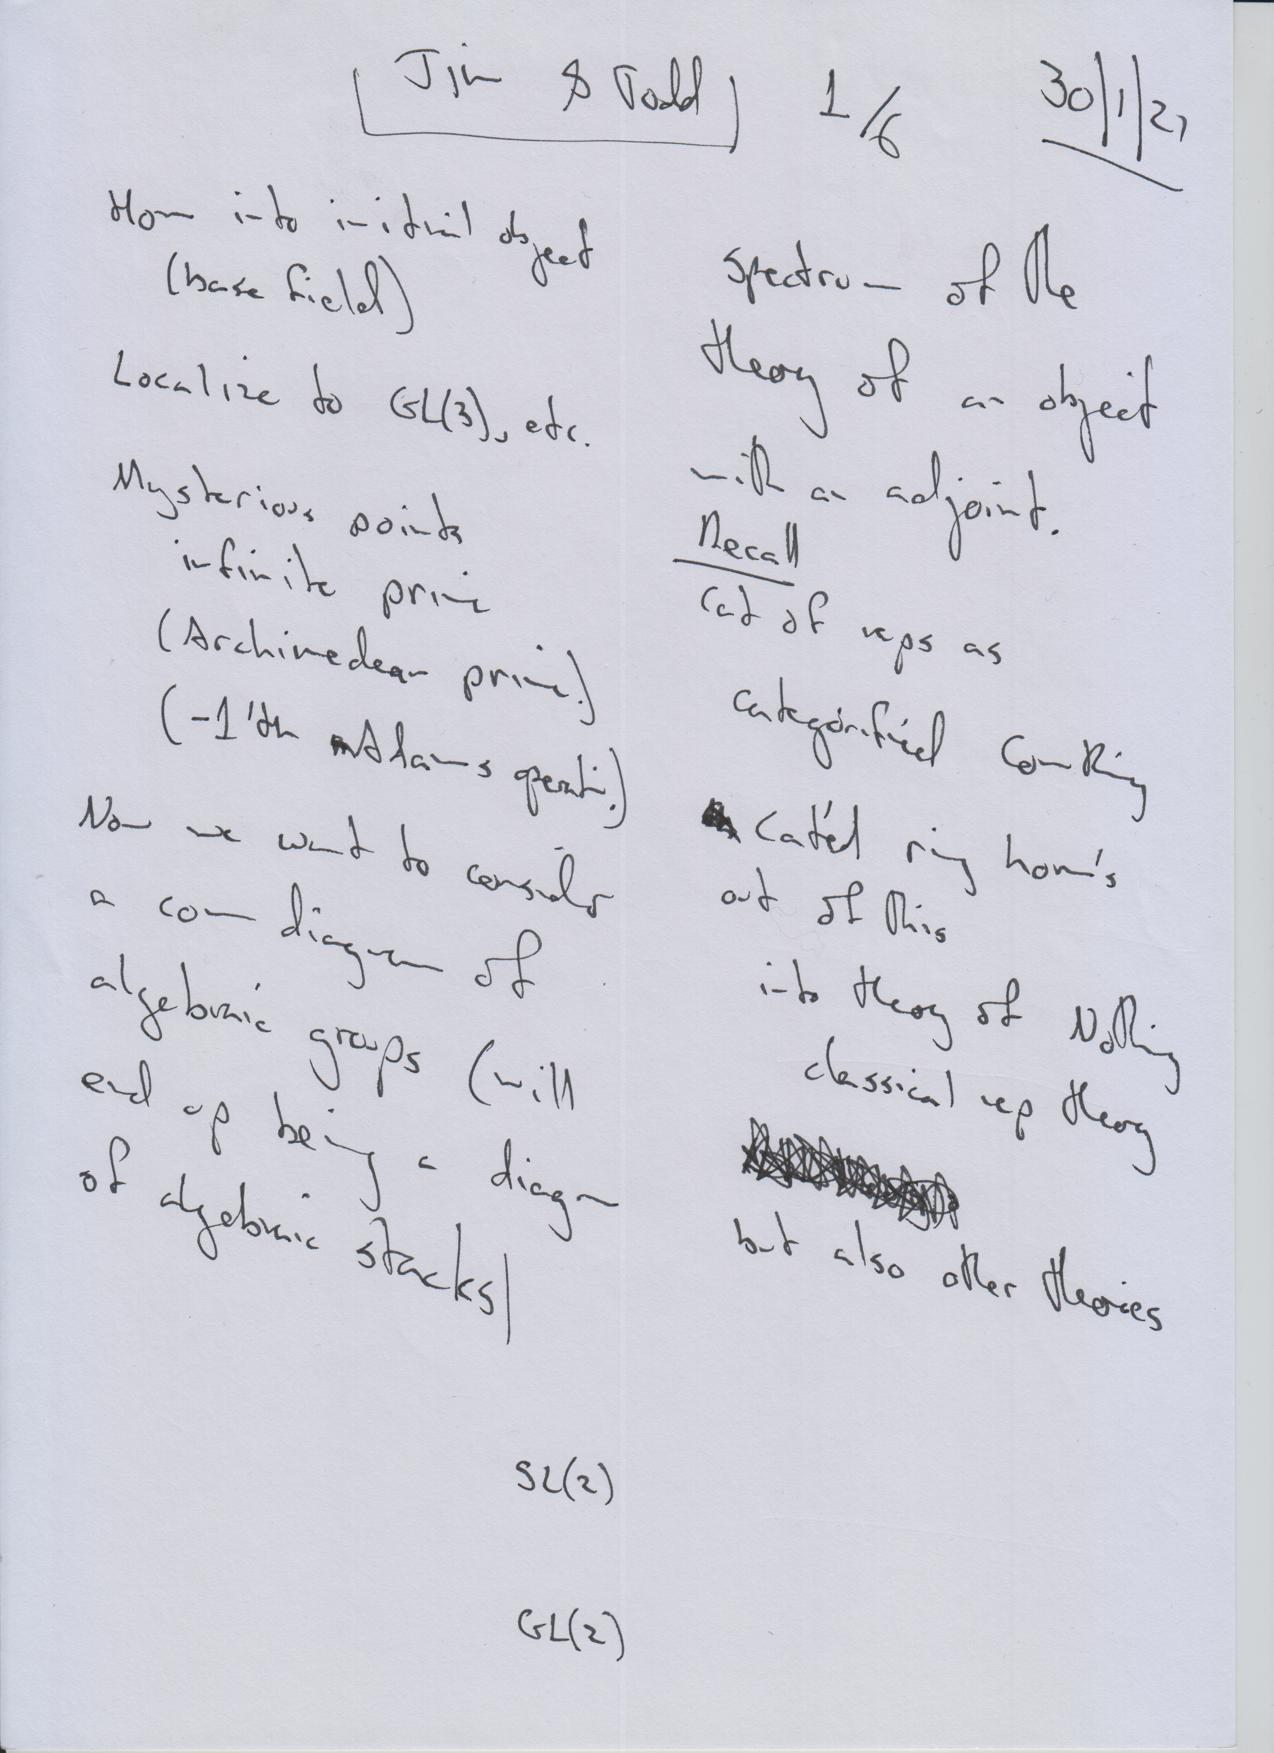 Jim & Todd 1/6 30/1/21
Hom into initial object
(base field)
Localize to GL(3), etc.
Mysterious points
infinite prime
(Archimedean prime)
(-1'th Adams operati.)
Now we want to consider
a com diagram of
algebraic groups (will
end up being a diagram
of algebraic stacks)
Spectrum of the
theory of an object
with an adjoint.
Recall
Cat of reps as
categorified Com Ring
Cat'ed ring hom's
out of this
into theory of Nothing
classical rep theory
but also other theories
SL(2)
GL(2)